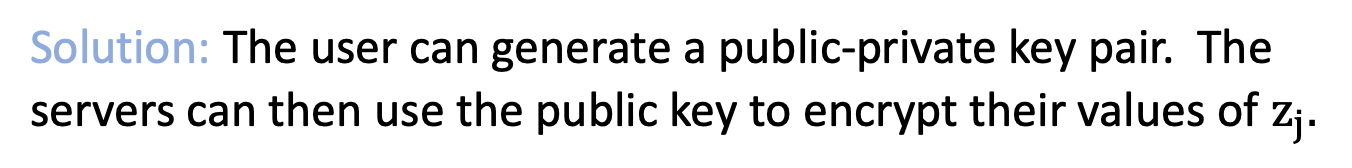 Solution: The user can generate a public-private key pair. The
servers can then use the public key to encrypt their values of zⱼ.